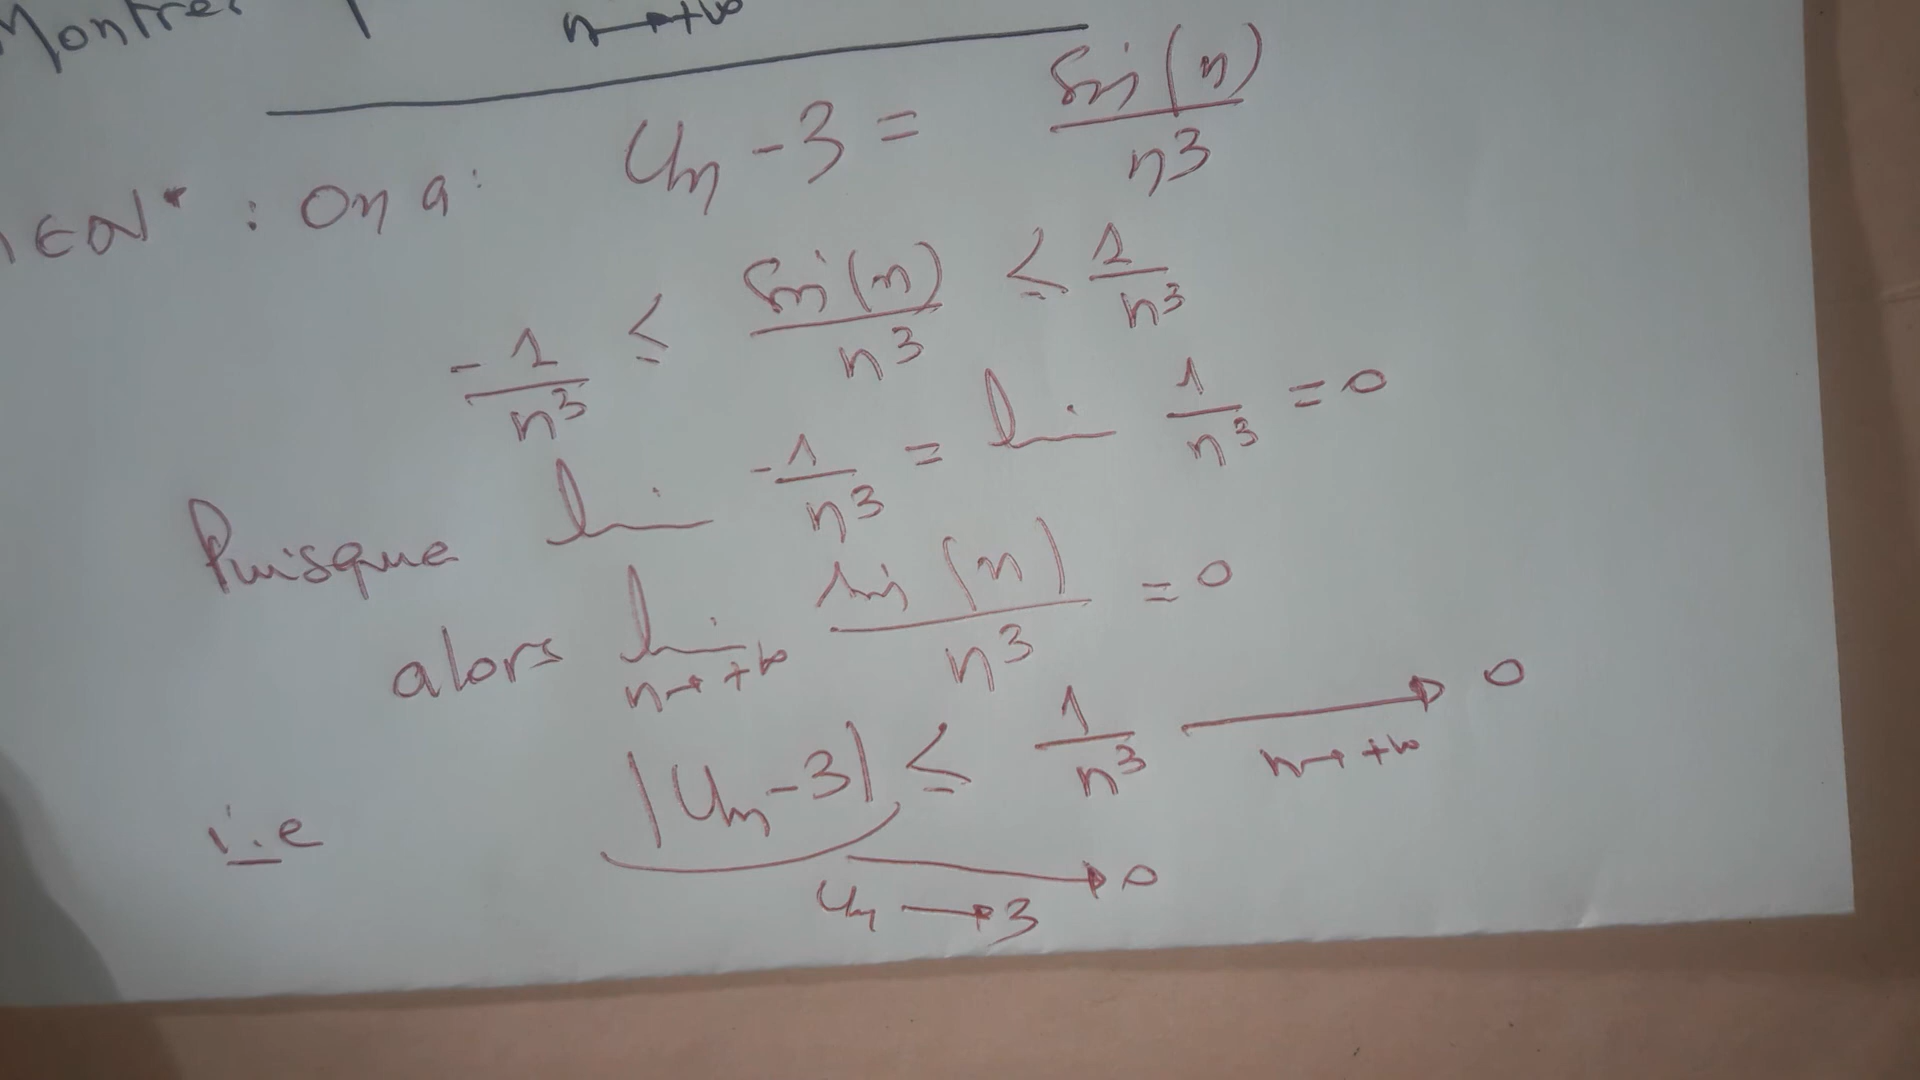 Montrer
n→+∞
∈ℕ* : On a : Un - 3 = Sin(n)/n³
-1/n³ ≤ Sin(n)/n³ ≤ 1/n³
Puisque lim -1/n³ = lim 1/n³ = 0
alors lim n→+∞ sin(n)/n³ = 0
i.e |Un - 3| ≤ 1/n³ → 0 n→+∞
→ 0
Un → 3